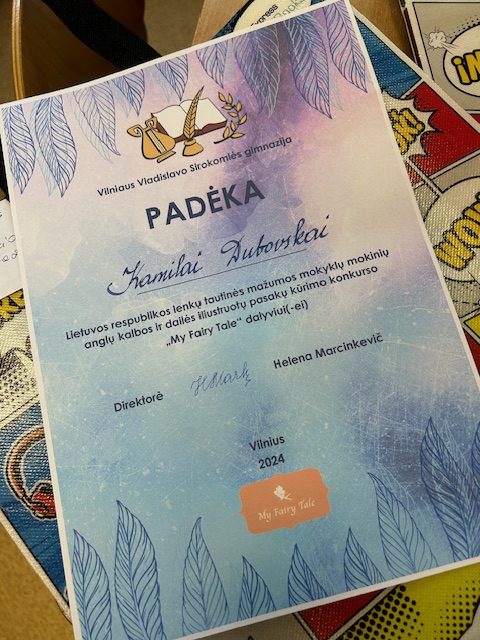 Vilniaus Vladislavo Sirokomlės gimnazija
PADĖKA
Kamilai Dubovskai
Lietuvos respublikos lenkų tautinės mažumos mokyklų mokinių
anglų kalbos ir dailės iliustruotų pasakų kūrimo konkurso
„My Fairy Tale“ dalyviui(-ei)
Direktorė
Helena Marcinkevič
Vilnius
2024
My Fairy Tale